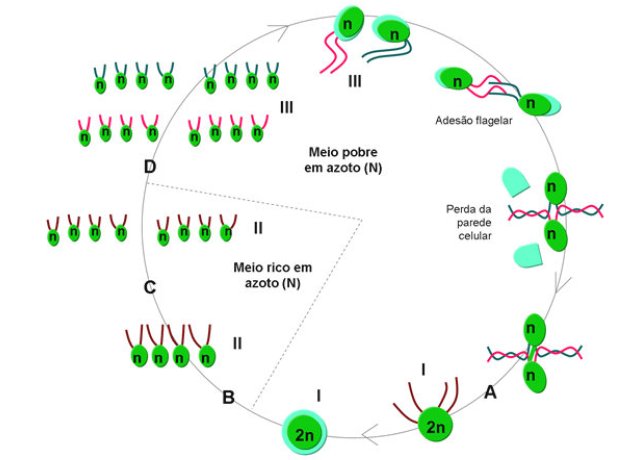 n
n
III
n
n
Adesão flagelar
n n n n n n n n
III
n n n n n n n n
Meio pobre
em azoto (N)
D
n
n
Perda da
parede
celular
n n n n n n n n
II
Meio rico em
azoto (N)
C
n
n
n n n n
II
B
I
2n
I
2n
A